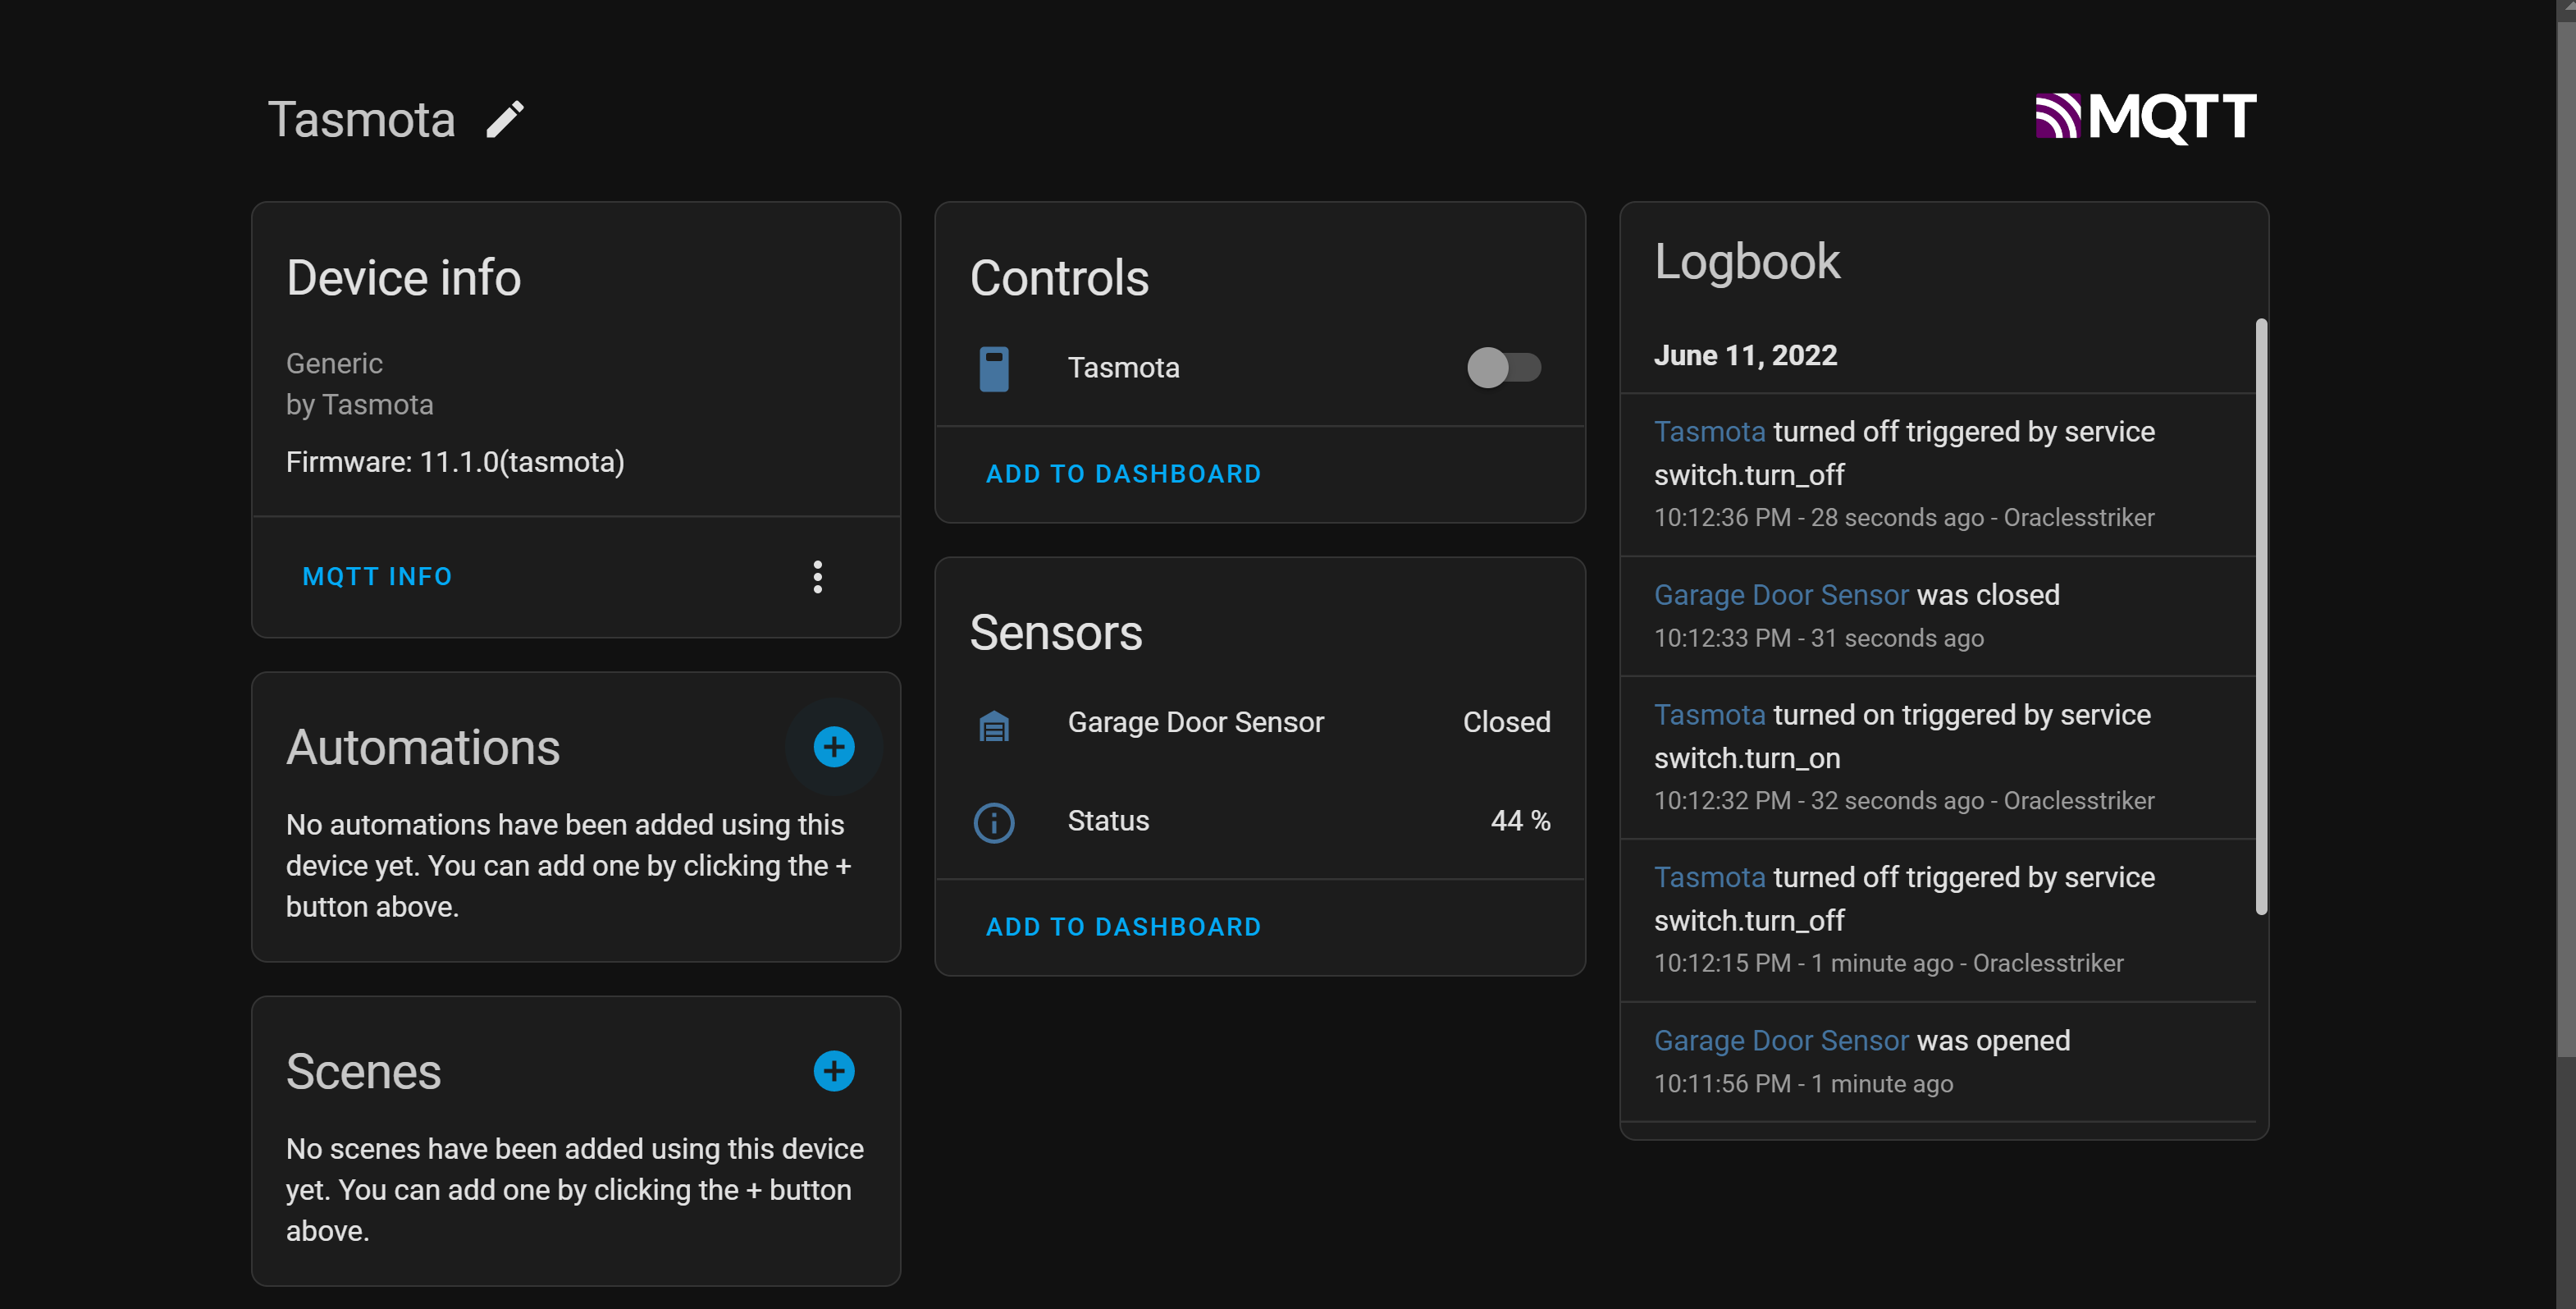 Tasmota
MQTT
Device info
Generic
by Tasmota
Firmware: 11.1.0(tasmota)
MQTT INFO
Automations
No automations have been added using this
device yet. You can add one by clicking the +
button above.
Scenes
No scenes have been added using this device
yet. You can add one by clicking the + button
above.
Controls
Tasmota
ADD TO DASHBOARD
Sensors
Garage Door Sensor Closed
Status 44 %
ADD TO DASHBOARD
Logbook
June 11, 2022
Tasmota turned off triggered by service
switch.turn_off
10:12:36 PM - 28 seconds ago - Oraclesstriker
Garage Door Sensor was closed
10:12:33 PM - 31 seconds ago
Tasmota turned on triggered by service
switch.turn_on
10:12:32 PM - 32 seconds ago - Oraclesstriker
Tasmota turned off triggered by service
switch.turn_off
10:12:15 PM - 1 minute ago - Oraclesstriker
Garage Door Sensor was opened
10:11:56 PM - 1 minute ago